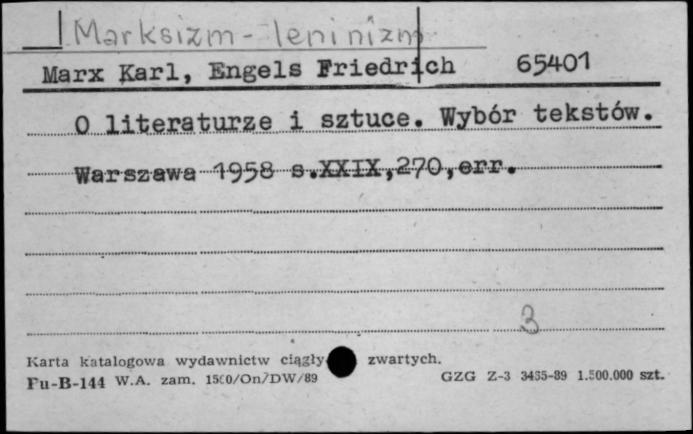 Marksizm - leninizm
Marx Karl, Engels Friedrich 65401
O literaturze i sztuce. Wybór tekstów.
Warszawa 1958 s.XXIX,270,err.
3
Karta katalogowa wydawnictw ciągły zwartych.
Pu-B-144 W.A. zam. 1500/On/DW/89 GZG Z-3 3435-89 1.500.000 szt.